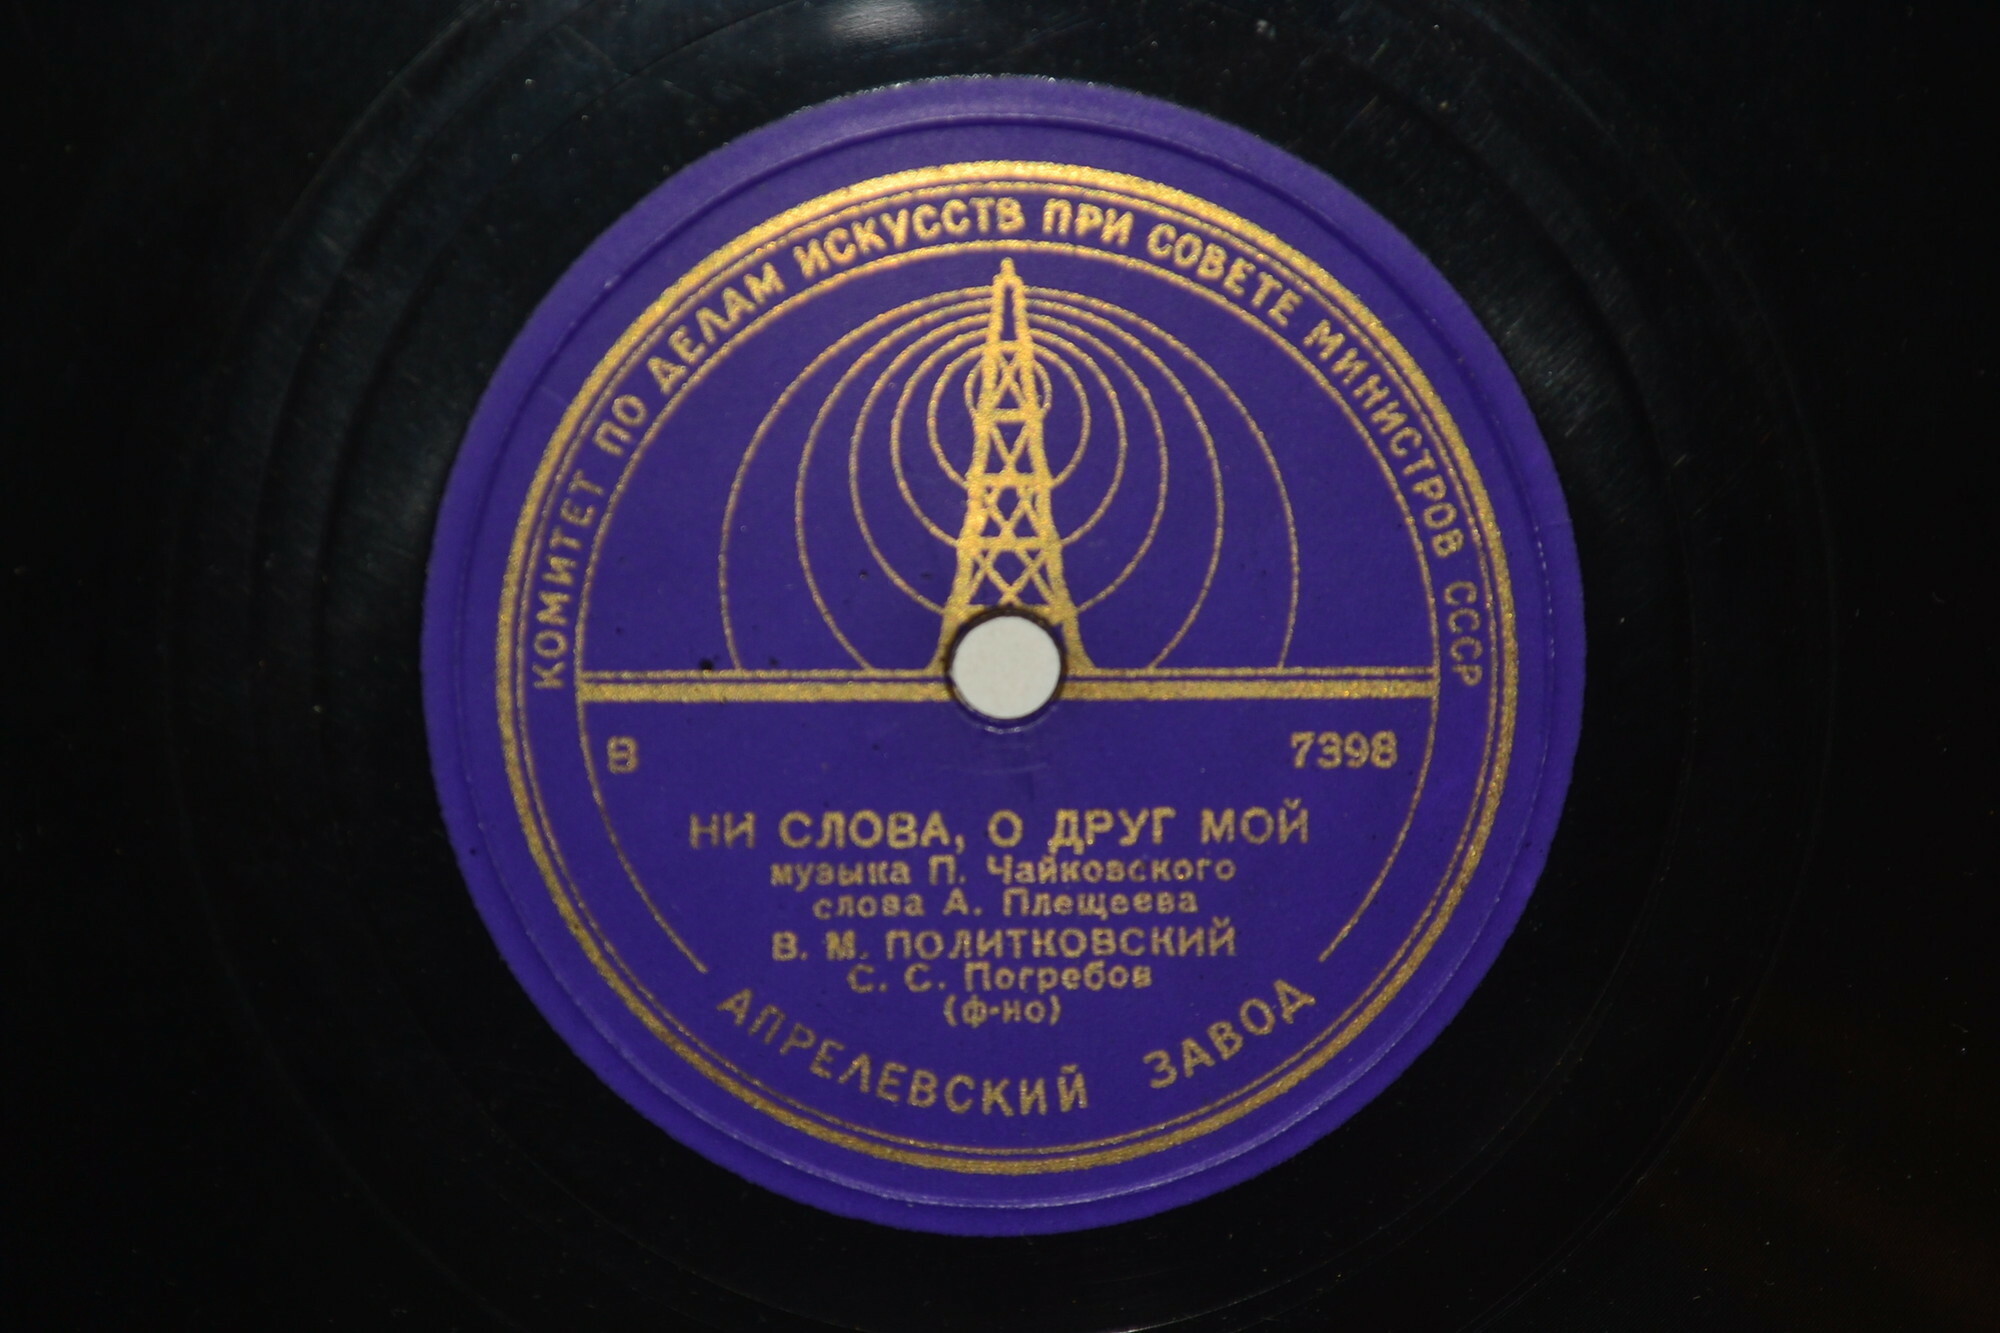 КОМИТЕТ ПО ДЕЛАМ ИСКУССТВ ПРИ СОВЕТЕ МИНИСТРОВ СССР
В 7398
НИ СЛОВА, О ДРУГ МОЙ
музыка П. Чайковского
слова А. Плещеева
В. М. ПОЛИТКОВСКИЙ
С. С. Погребов
(ф-но)
АПРЕЛЕВСКИЙ ЗАВОД